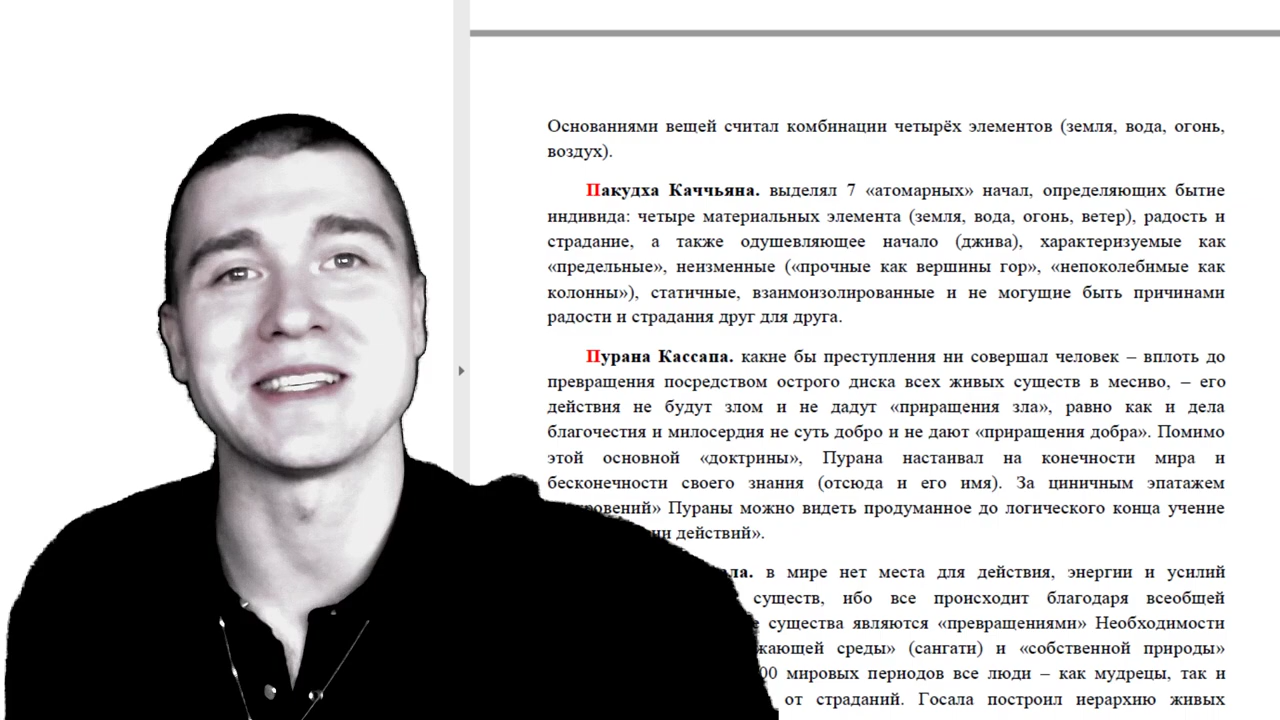 Основаниями вещей считал комбинации четырёх элементов (земля, вода, огонь,
воздух).
Пакудха Каччьяна. выделял 7 «атомарных» начал, определяющих бытие
индивида: четыре материальных элемента (земля, вода, огонь, ветер), радость и
страдание, а также одушевляющее начало (джива), характеризуемые как
«предельные», неизменные («прочные как вершины гор», «непоколебимые как
колонны»), статичные, взаимоизолированные и не могущие быть причинами
радости и страдания друг для друга.
Пурана Кассапа. какие бы преступления ни совершал человек – вплоть до
превращения посредством острого диска всех живых существ в месиво, – его
действия не будут злом и не дадут «приращения зла», равно как и дела
благочестия и милосердия не суть добро и не дают «приращения добра». Помимо
этой основной «доктрины», Пурана настаивал на конечности мира и
бесконечности своего знания (отсюда и его имя). За циничным эпатажем
Пураны можно видеть продуманное до логического конца учение
действий».
в мире нет места для действия, энергии и усилий
существ, ибо все происходит благодаря всеобщей
существа являются «превращениями» Необходимости
среды» (сангати) и «собственной природы»
мировых периодов все люди – как мудрецы, так и
от страданий. Госала построил иерархию живых